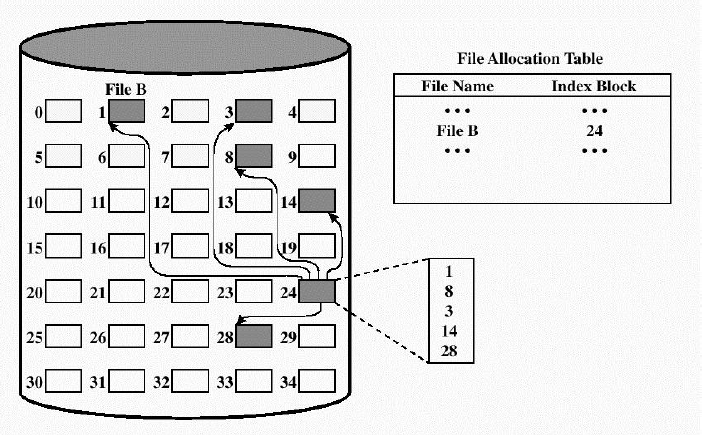 File Allocation Table
File Name Index Block
••• •••
File B 24
••• •••
File B
0 1 2 3 4
5 6 7 8 9
10 11 12 13 14
15 16 17 18 19
20 21 22 23 24
25 26 27 28 29
30 31 32 33 34
1
8
3
14
28